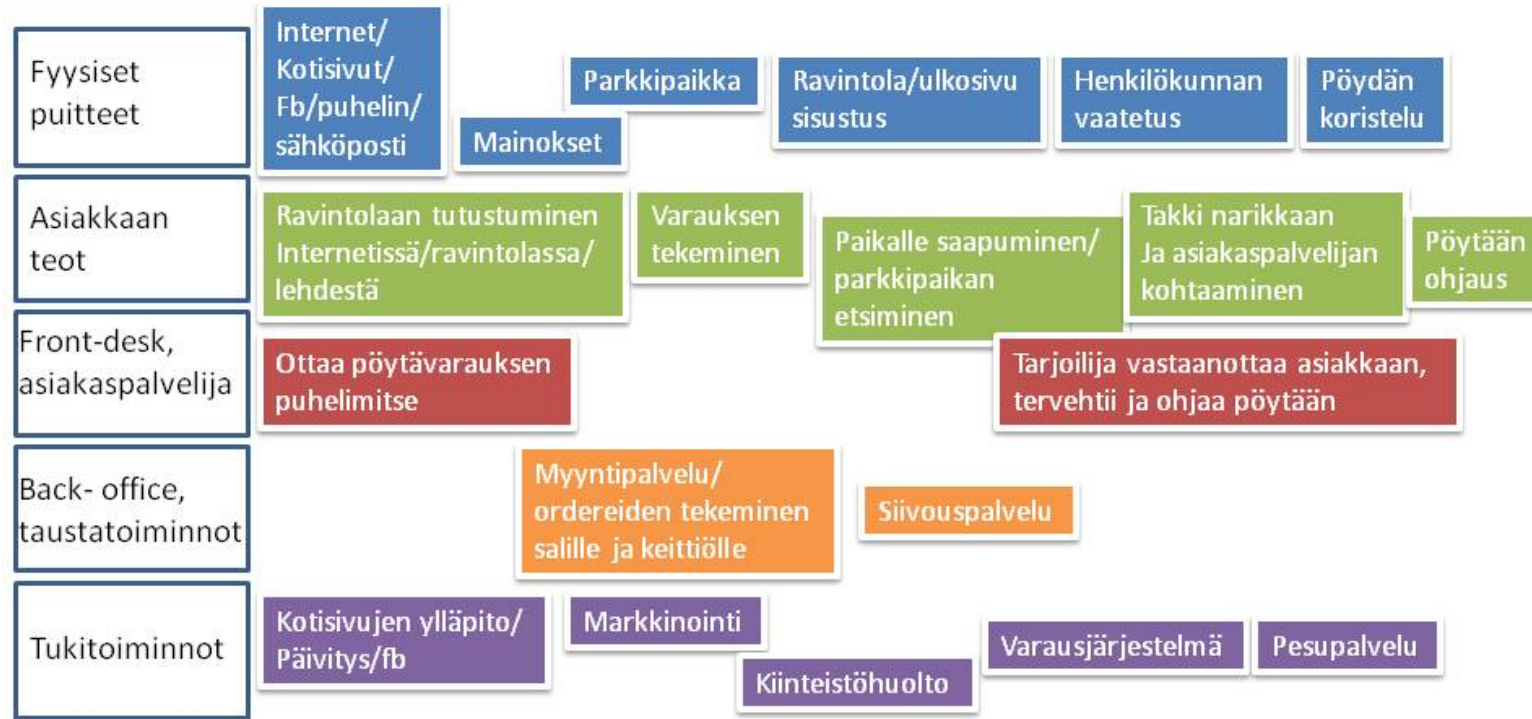 Fyysiset
puitteet
Internet/
Kotisivut/
Fb/puhelin/
sähköposti
Mainokset
Parkkipaikka
Ravintola/ulkosivu
sisustus
Henkilökunnan
vaatetus
Pöydän
koristelu
Asiakkaan
teot
Ravintolaan tutustuminen
Internetissä/ravintolassa/
lehdestä
Varauksen
tekeminen
Paikalle saapuminen/
parkkipaikan
etsiminen
Takki narikkaan
Ja asiakaspalvelijan
kohtaaminen
Pöytään
ohjaus
Front-desk,
asiakaspalvelija
Ottaa pöytävarauksen
puhelimitse
Tarjoilija vastaanottaa asiakkaan,
tervehtii ja ohjaa pöytään
Back- office,
taustatoiminnot
Myyntipalvelu/
ordereiden tekeminen
salille ja keittiölle
Siivouspalvelu
Tukitoiminnot
Kotisivujen ylläpito/
Päivitys/fb
Markkinointi
Kiinteistöhuolto
Varausjärjestelmä
Pesupalvelu